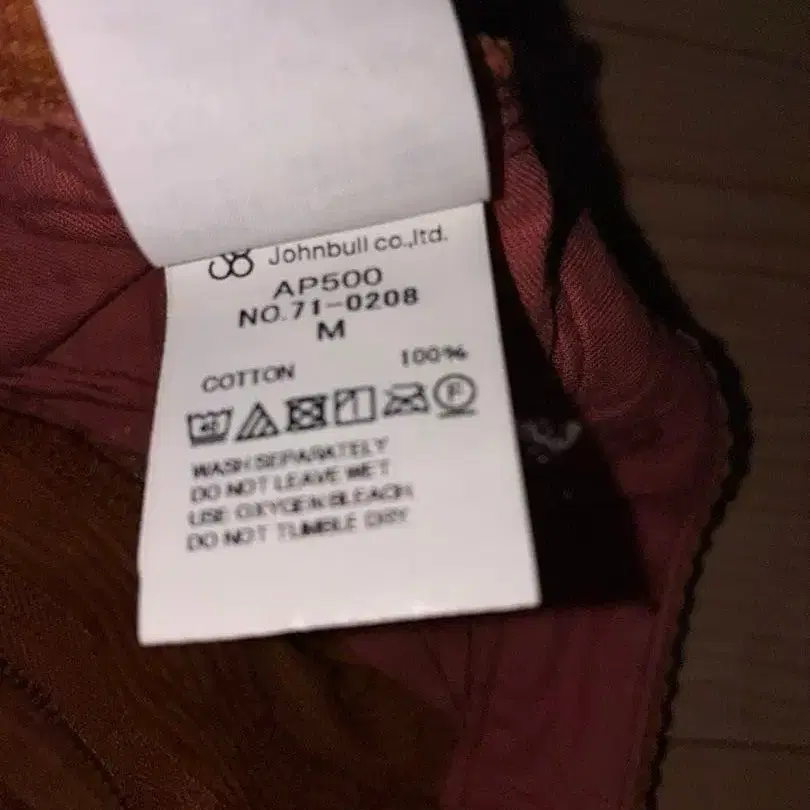 Johnbull co.,ltd.
AP500
NO.71-0208
M
COTTON 100%
WASH SEPARATELY
DO NOT LEAVE WET
USE OXYGEN BLEACH
DO NOT TUMBLE DRY